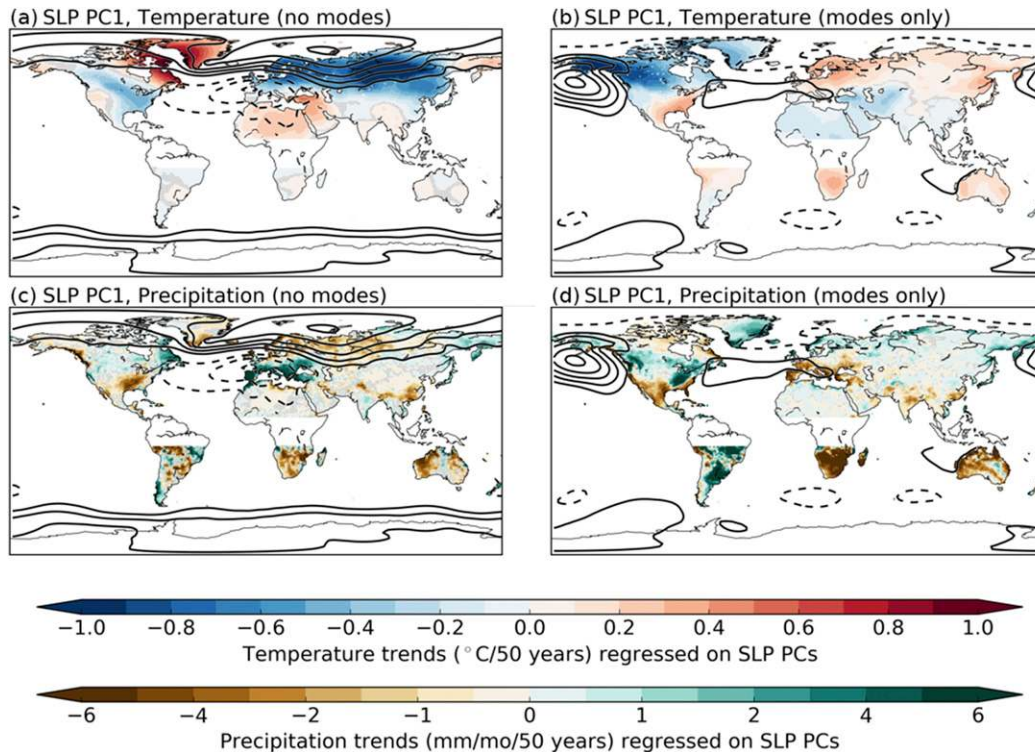 (a) SLP PC1, Temperature (no modes)
(b) SLP PC1, Temperature (modes only)
(c) SLP PC1, Precipitation (no modes)
(d) SLP PC1, Precipitation (modes only)
−1.0 −0.8 −0.6 −0.4 −0.2 0.0 0.2 0.4 0.6 0.8 1.0
Temperature trends (°C/50 years) regressed on SLP PCs
−6 −4 −2 −1 0 1 2 4 6
Precipitation trends (mm/mo/50 years) regressed on SLP PCs